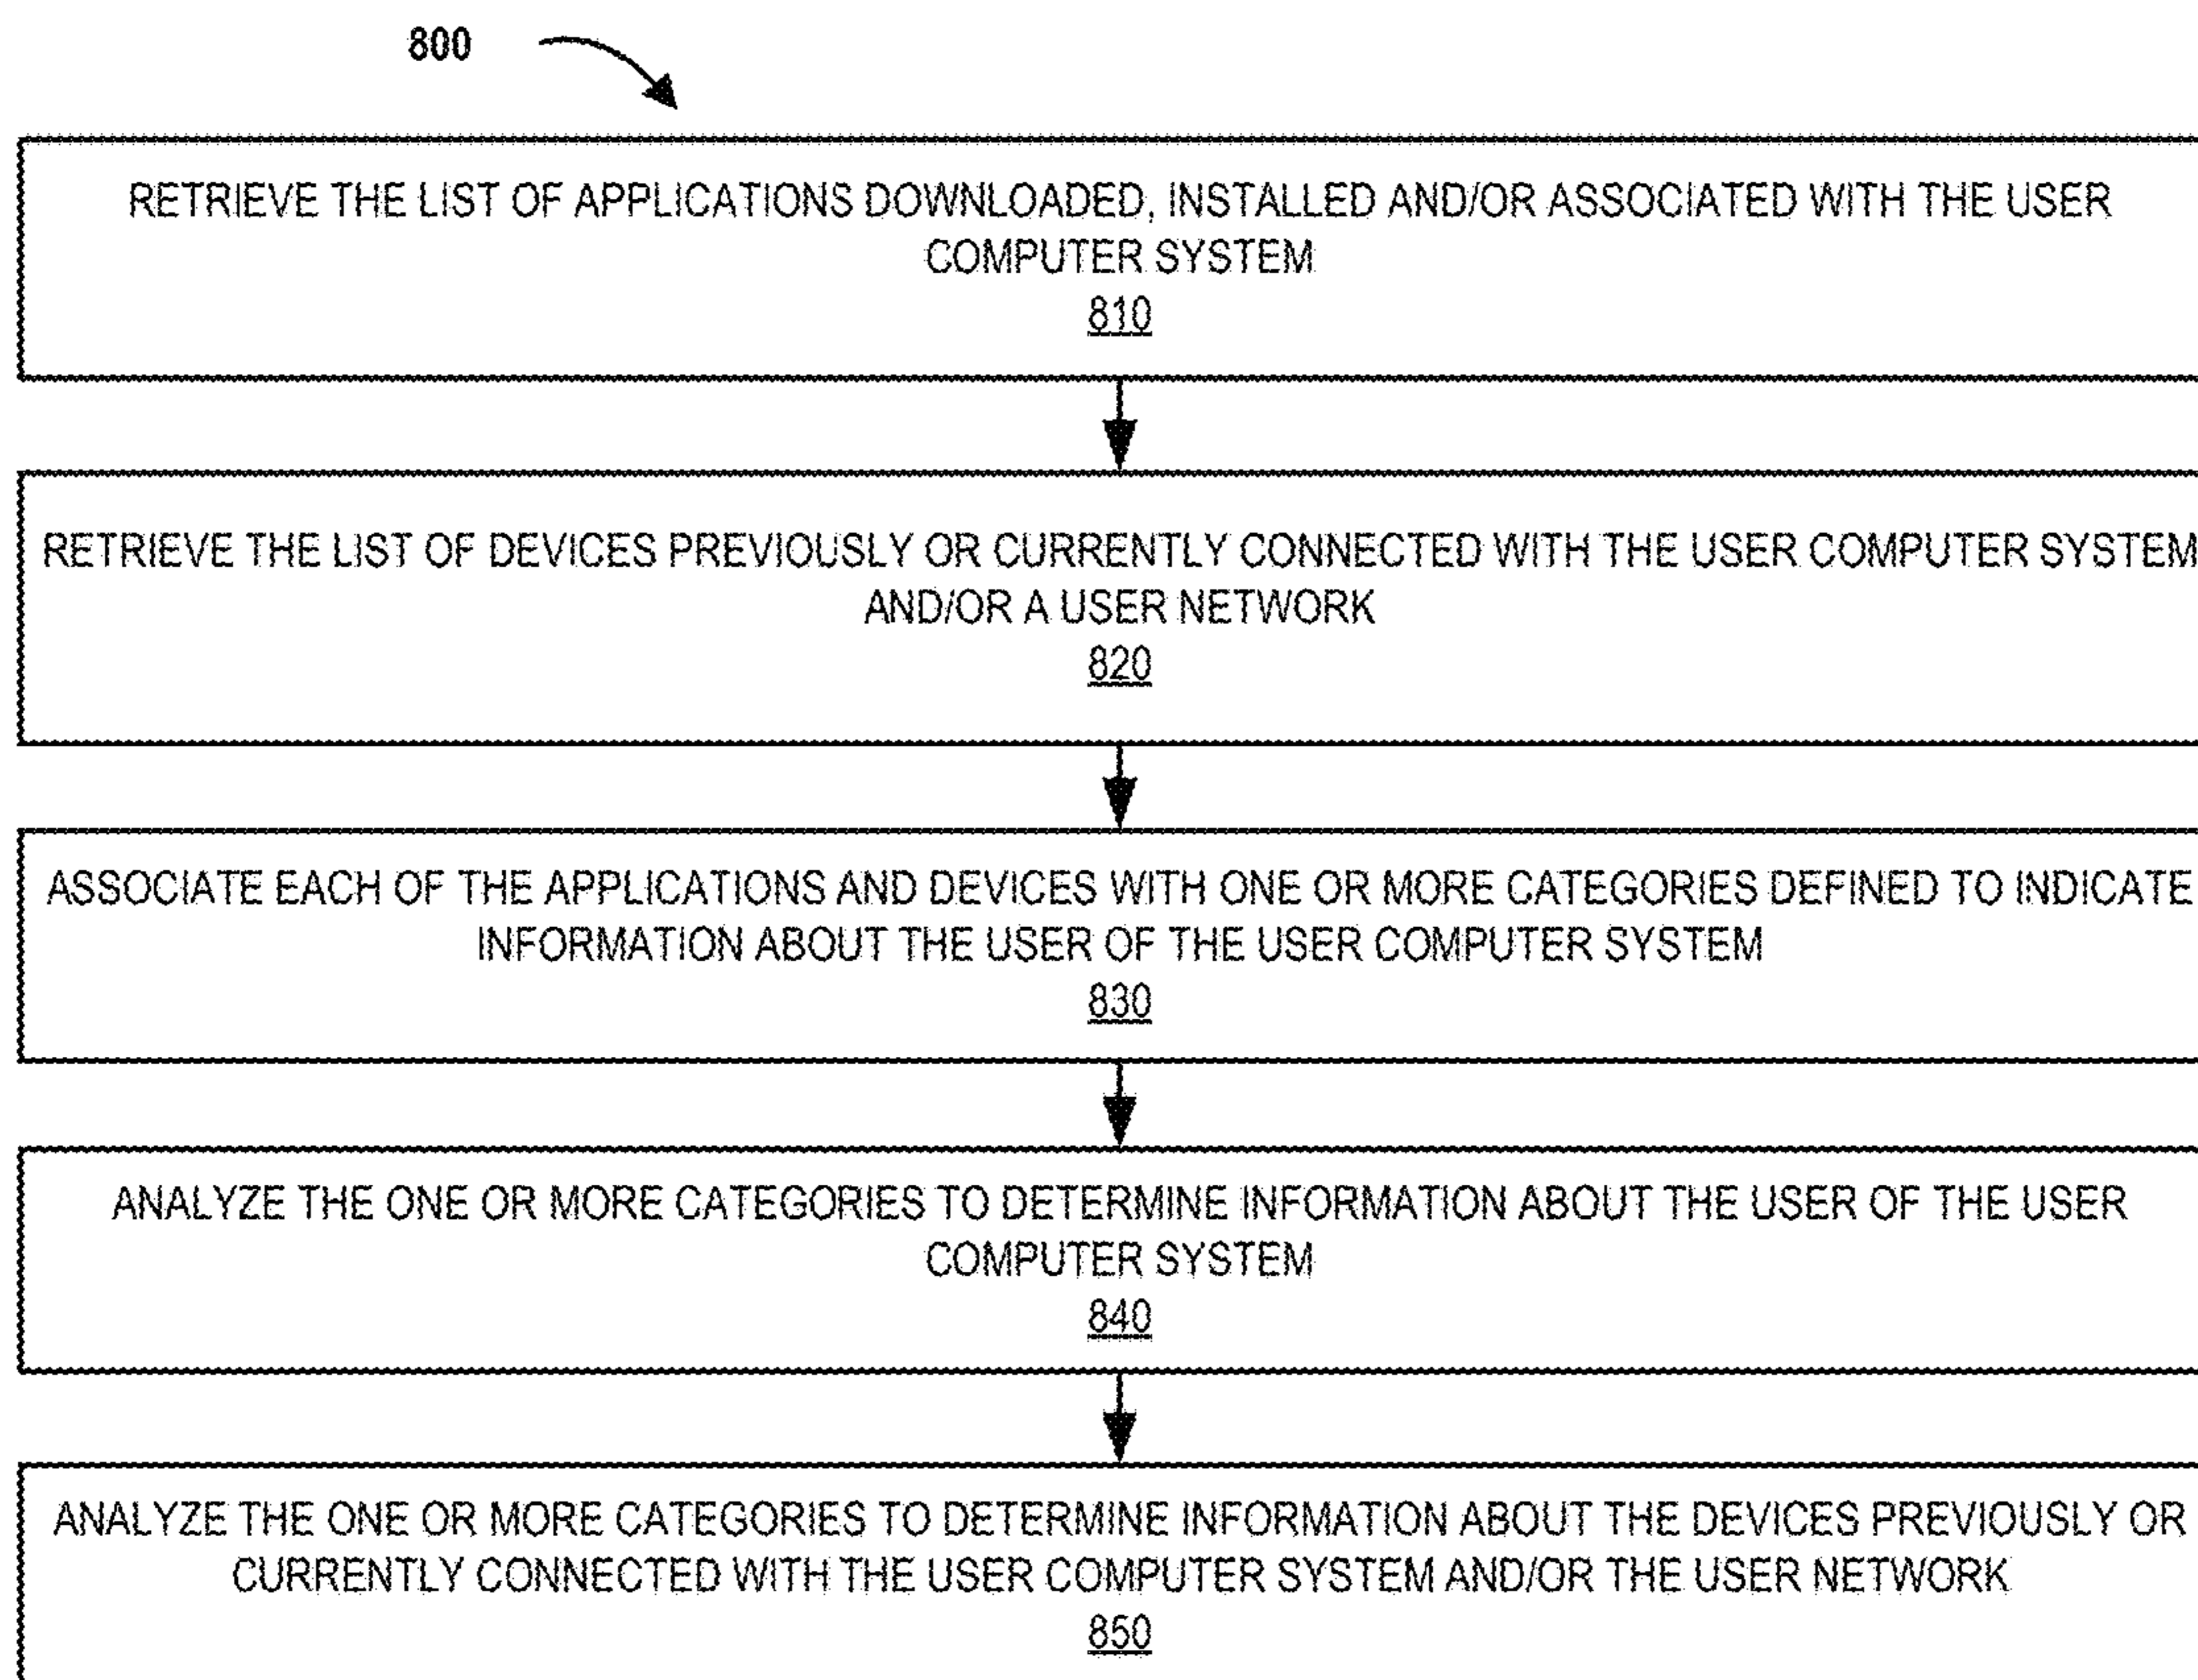 800
RETRIEVE THE LIST OF APPLICATIONS DOWNLOADED, INSTALLED AND/OR ASSOCIATED WITH THE USER
COMPUTER SYSTEM
810
RETRIEVE THE LIST OF DEVICES PREVIOUSLY OR CURRENTLY CONNECTED WITH THE USER COMPUTER SYSTEM
AND/OR A USER NETWORK
820
ASSOCIATE EACH OF THE APPLICATIONS AND DEVICES WITH ONE OR MORE CATEGORIES DEFINED TO INDICATE
INFORMATION ABOUT THE USER OF THE USER COMPUTER SYSTEM
830
ANALYZE THE ONE OR MORE CATEGORIES TO DETERMINE INFORMATION ABOUT THE USER OF THE USER
COMPUTER SYSTEM
840
ANALYZE THE ONE OR MORE CATEGORIES TO DETERMINE INFORMATION ABOUT THE DEVICES PREVIOUSLY OR
CURRENTLY CONNECTED WITH THE USER COMPUTER SYSTEM AND/OR THE USER NETWORK
850